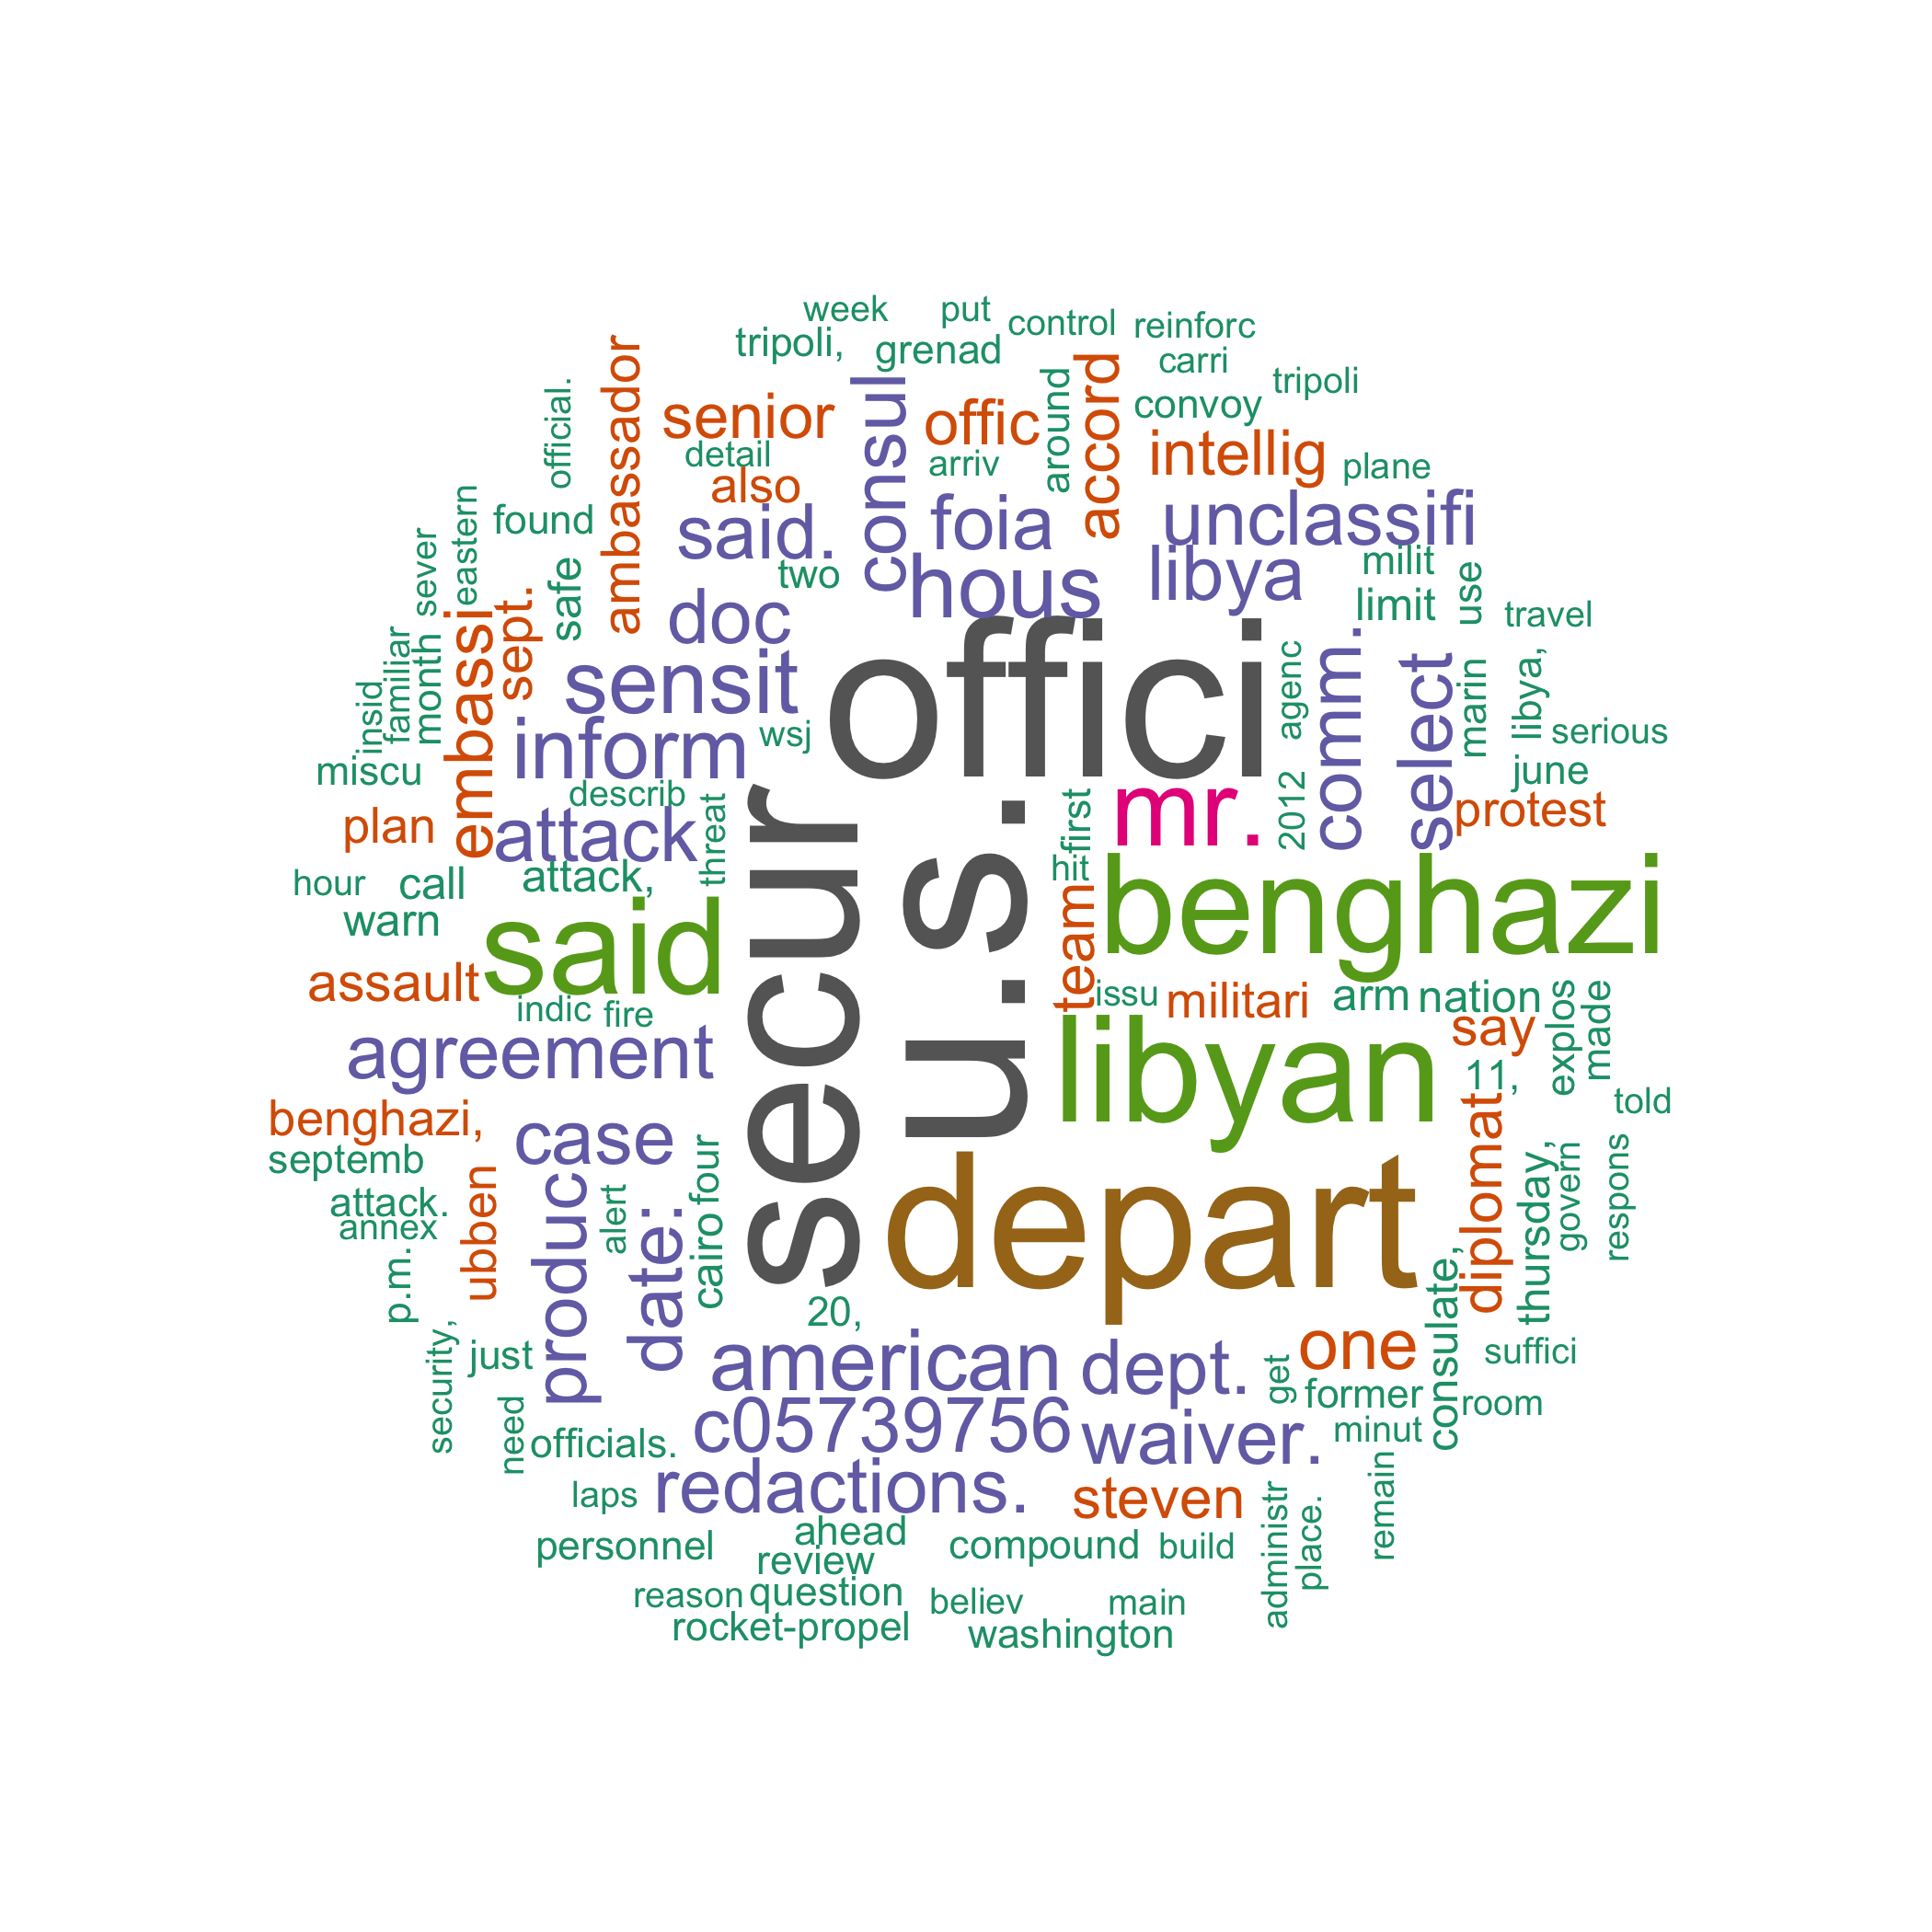 week
put
control
reinforc
tripoli,
grenad
carri
tripoli
ambassador
official.
senior
consul
offic
around
accord
convoy
intellig
plane
detail
arriv
also
found
eastern
sever
said.
foia
unclassifi
two
hous
libya
milit
limit
use
travel
safe
sept.
embassi
doc
offici
comm.
select
agenc
marin
libya,
serious
insid
familiar
month
sensit
inform
wsj
miscu
june
describ
mr.
2012
protest
plan
attack
threat
secur
u.s.
first
hit
benghazi
hour
call
attack,
warn
said
team
assault
indic
fire
issu
militari
arm
nation
say
explos
made
agreement
libyan
11,
told
benghazi,
case
septemb
depart
diplomat
thursday,
govern
respons
attack.
annex
ubben
produc
alert
date:
cairo
four
p.m.
20,
consulate,
security,
just
american
dept.
get
one
suffici
former
room
need
officials.
c05739756
waiver.
minut
laps
redactions.
steven
administr
place.
remain
personnel
ahead
compound
build
review
reason
question
believ
main
rocket-propel
washington